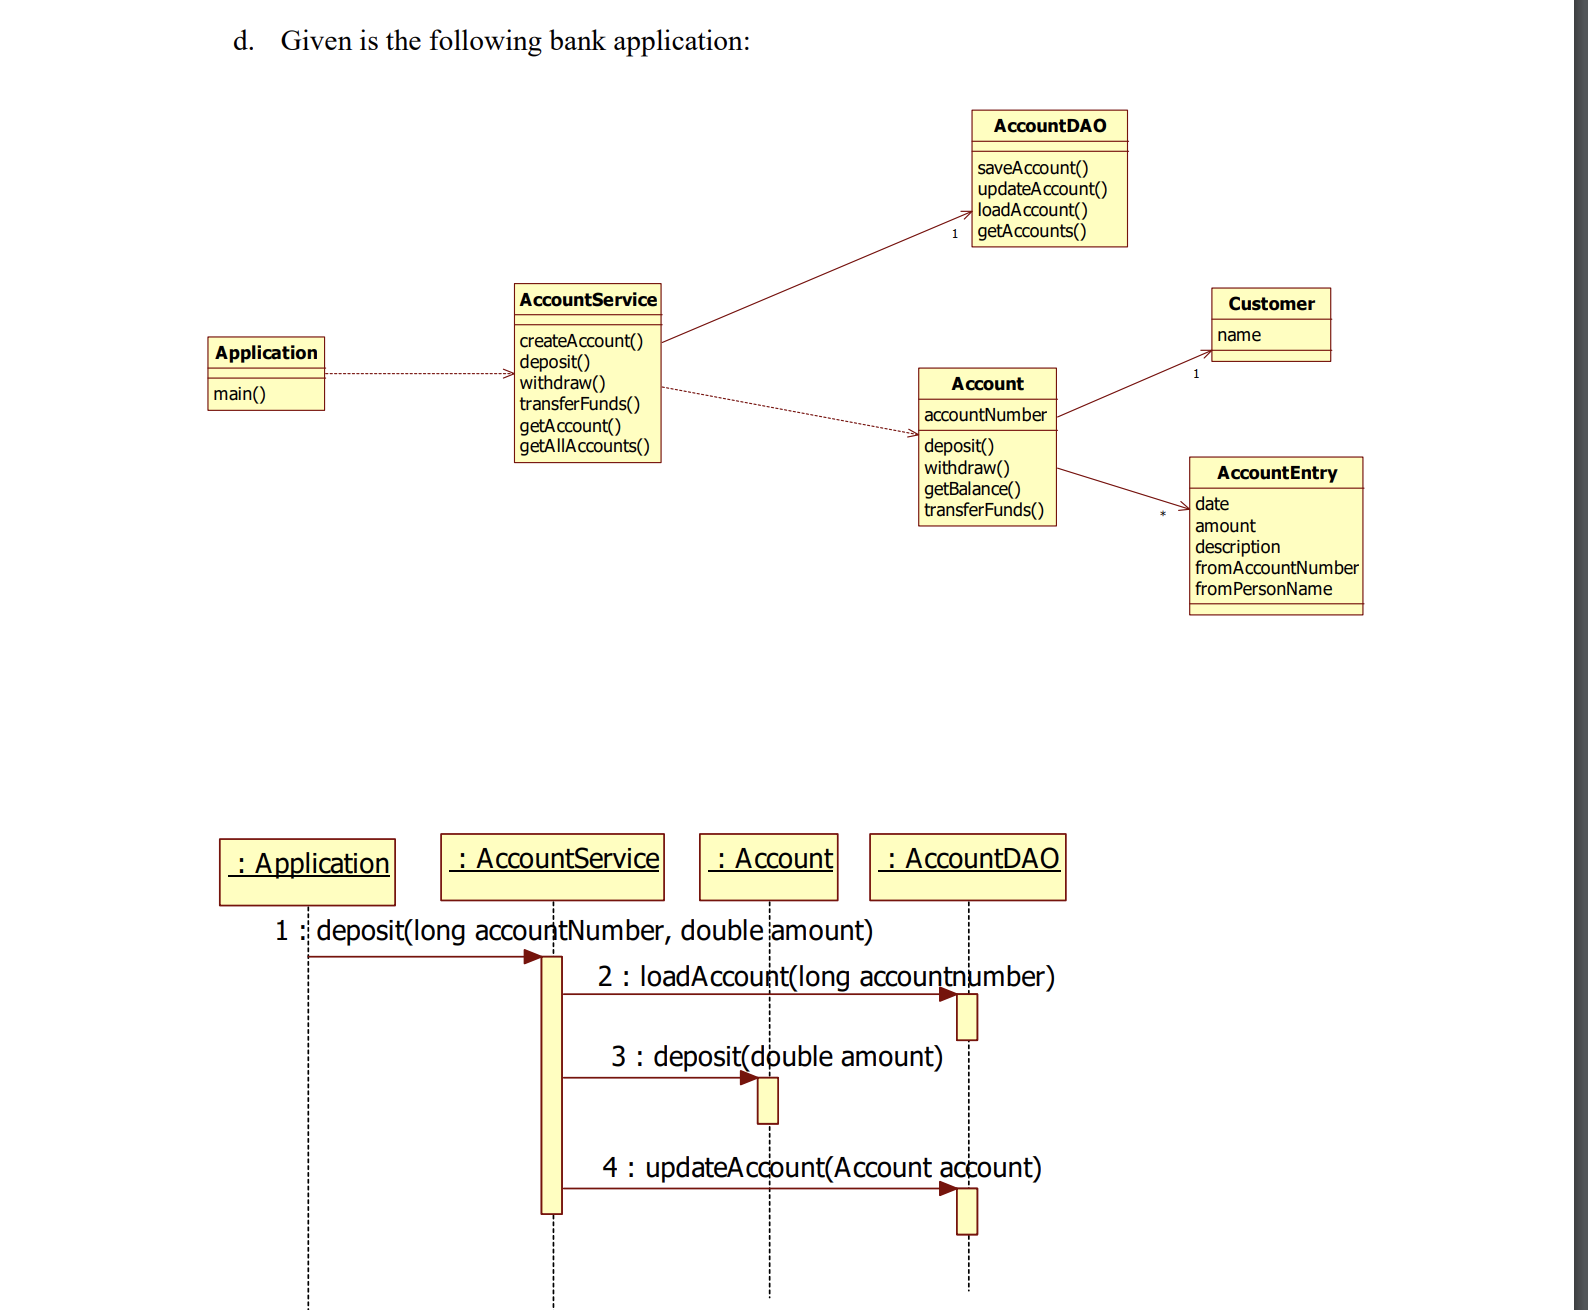 d. Given is the following bank application:
AccountDAO
saveAccount()
updateAccount()
loadAccount()
getAccounts()
1
AccountService
createAccount()
deposit()
withdraw()
transferFunds()
getAccount()
getAllAccounts()
Customer
name
1
Application
main()
Account
accountNumber
deposit()
withdraw()
getBalance()
transferFunds()
AccountEntry
date
amount
description
fromAccountNumber
fromPersonName
*
: Application
: AccountService
: Account
: AccountDAO
1 : deposit(long accountNumber, double amount)
2 : loadAccount(long accountnumber)
3 : deposit(double amount)
4 : updateAccount(Account account)